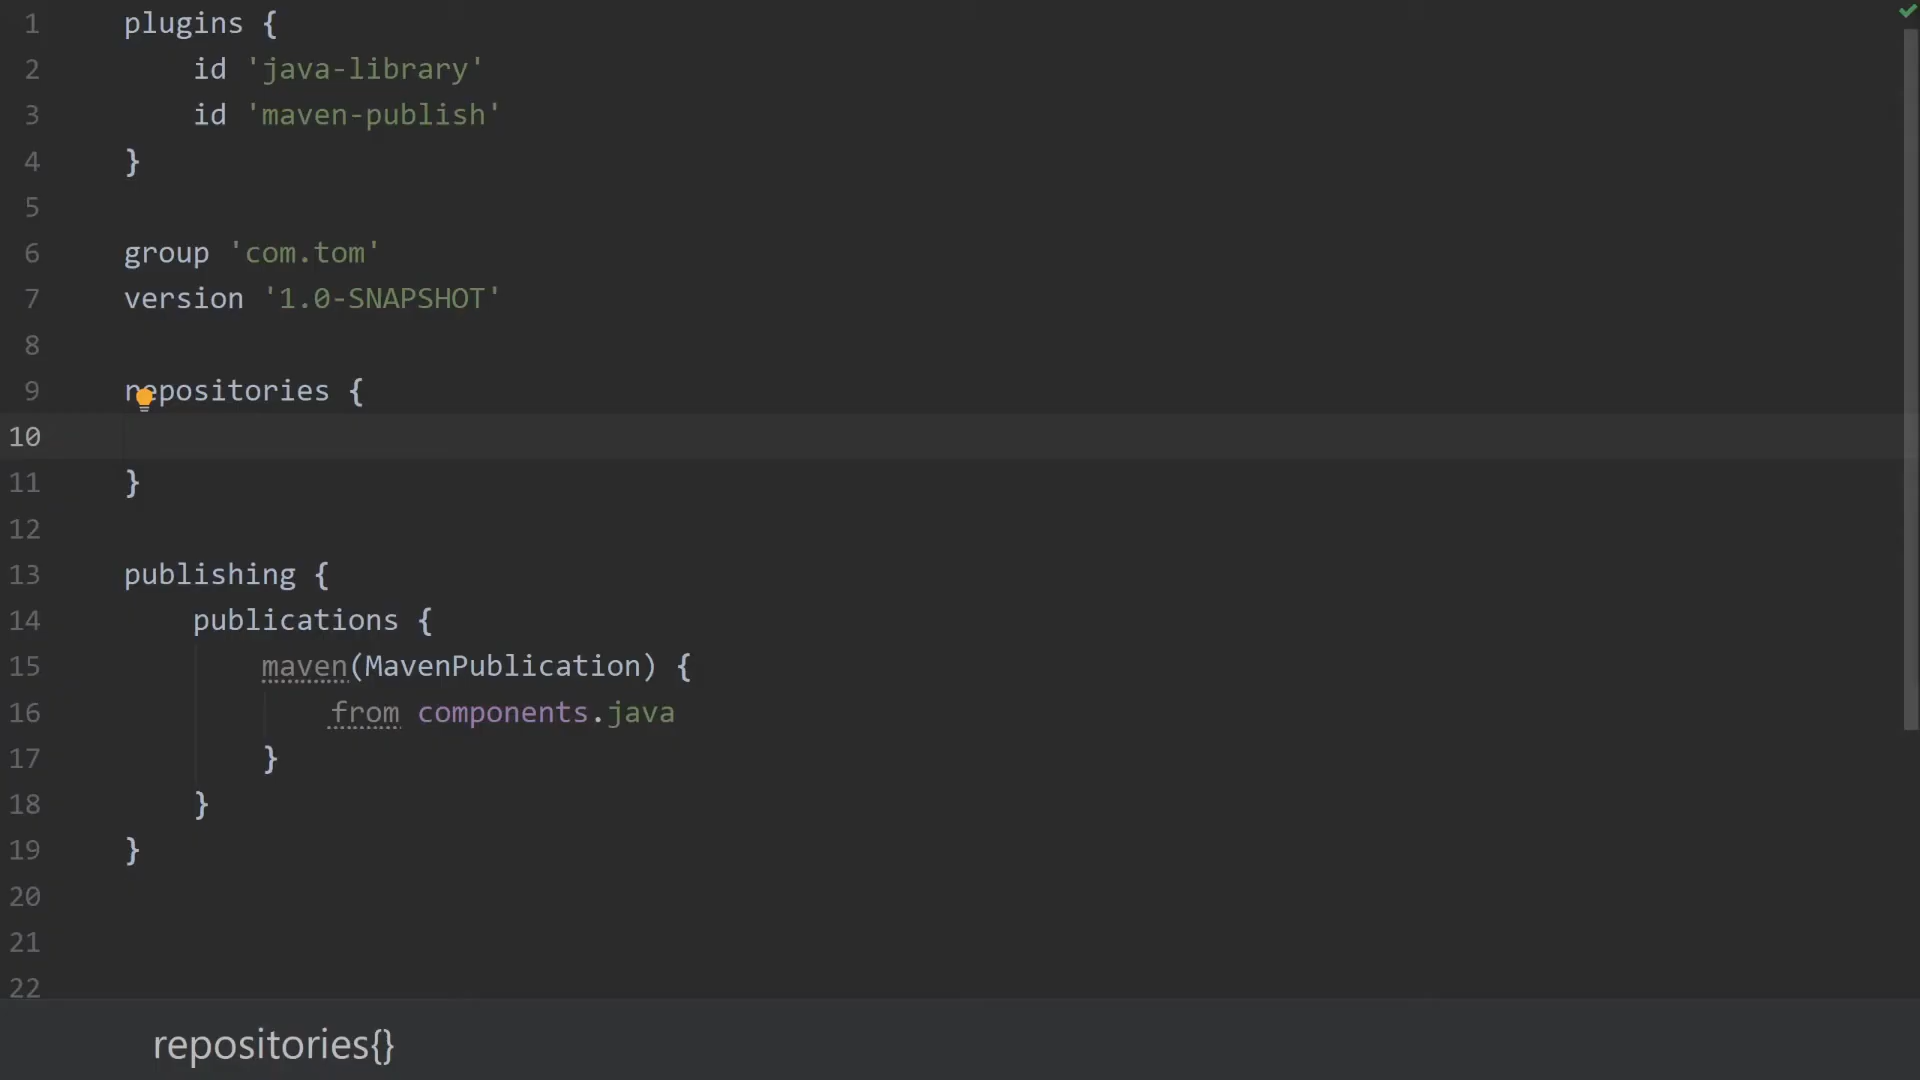 1 plugins {
2 id 'java-library'
3 id 'maven-publish'
4 }
5
6 group 'com.tom'
7 version '1.0-SNAPSHOT'
8
9 repositories {
10
11 }
12
13 publishing {
14 publications {
15 maven(MavenPublication) {
16 from components.java
17 }
18 }
19 }
20
21
22
repositories{}